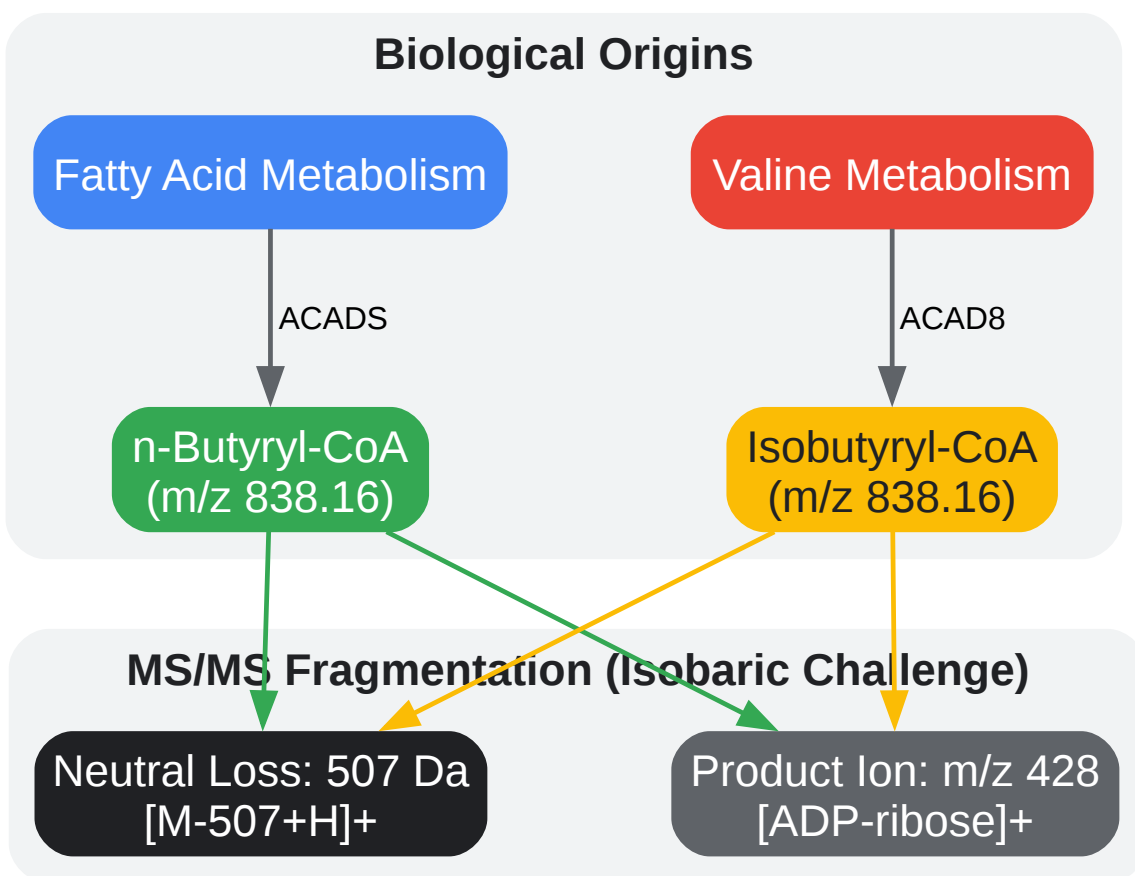 Biological Origins
Fatty Acid Metabolism
Valine Metabolism
ACADS
ACAD8
n-Butyryl-CoA
(m/z 838.16)
Isobutyryl-CoA
(m/z 838.16)
MS/MS Fragmentation (Isobaric Challenge)
Neutral Loss: 507 Da
[M-507+H]+
Product Ion: m/z 428
[ADP-ribose]+